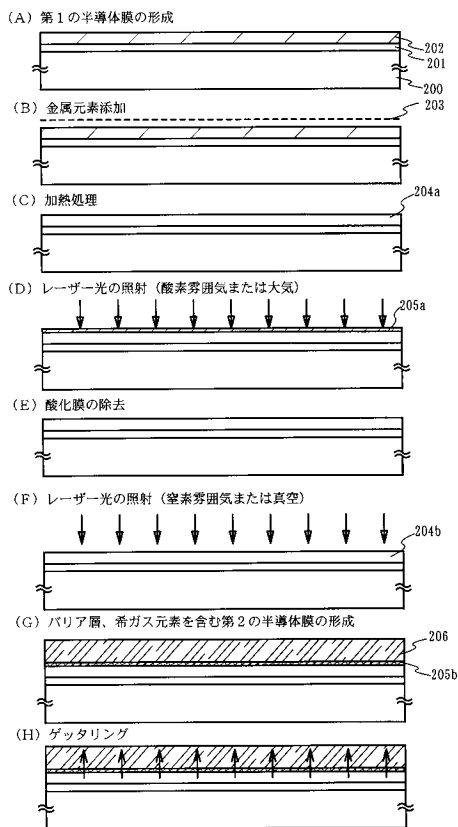 (A)第1の半導体膜の形成
202
201
200
(B)金属元素添加
203
(C)加熱処理
204a
(D)レーザー光の照射(酸素雰囲気または大気)
205a
(E)酸化膜の除去
(F)レーザー光の照射(窒素雰囲気または真空)
204b
(G)バリア層、希ガス元素を含む第2の半導体膜の形成
206
205b
(H)ゲッタリング